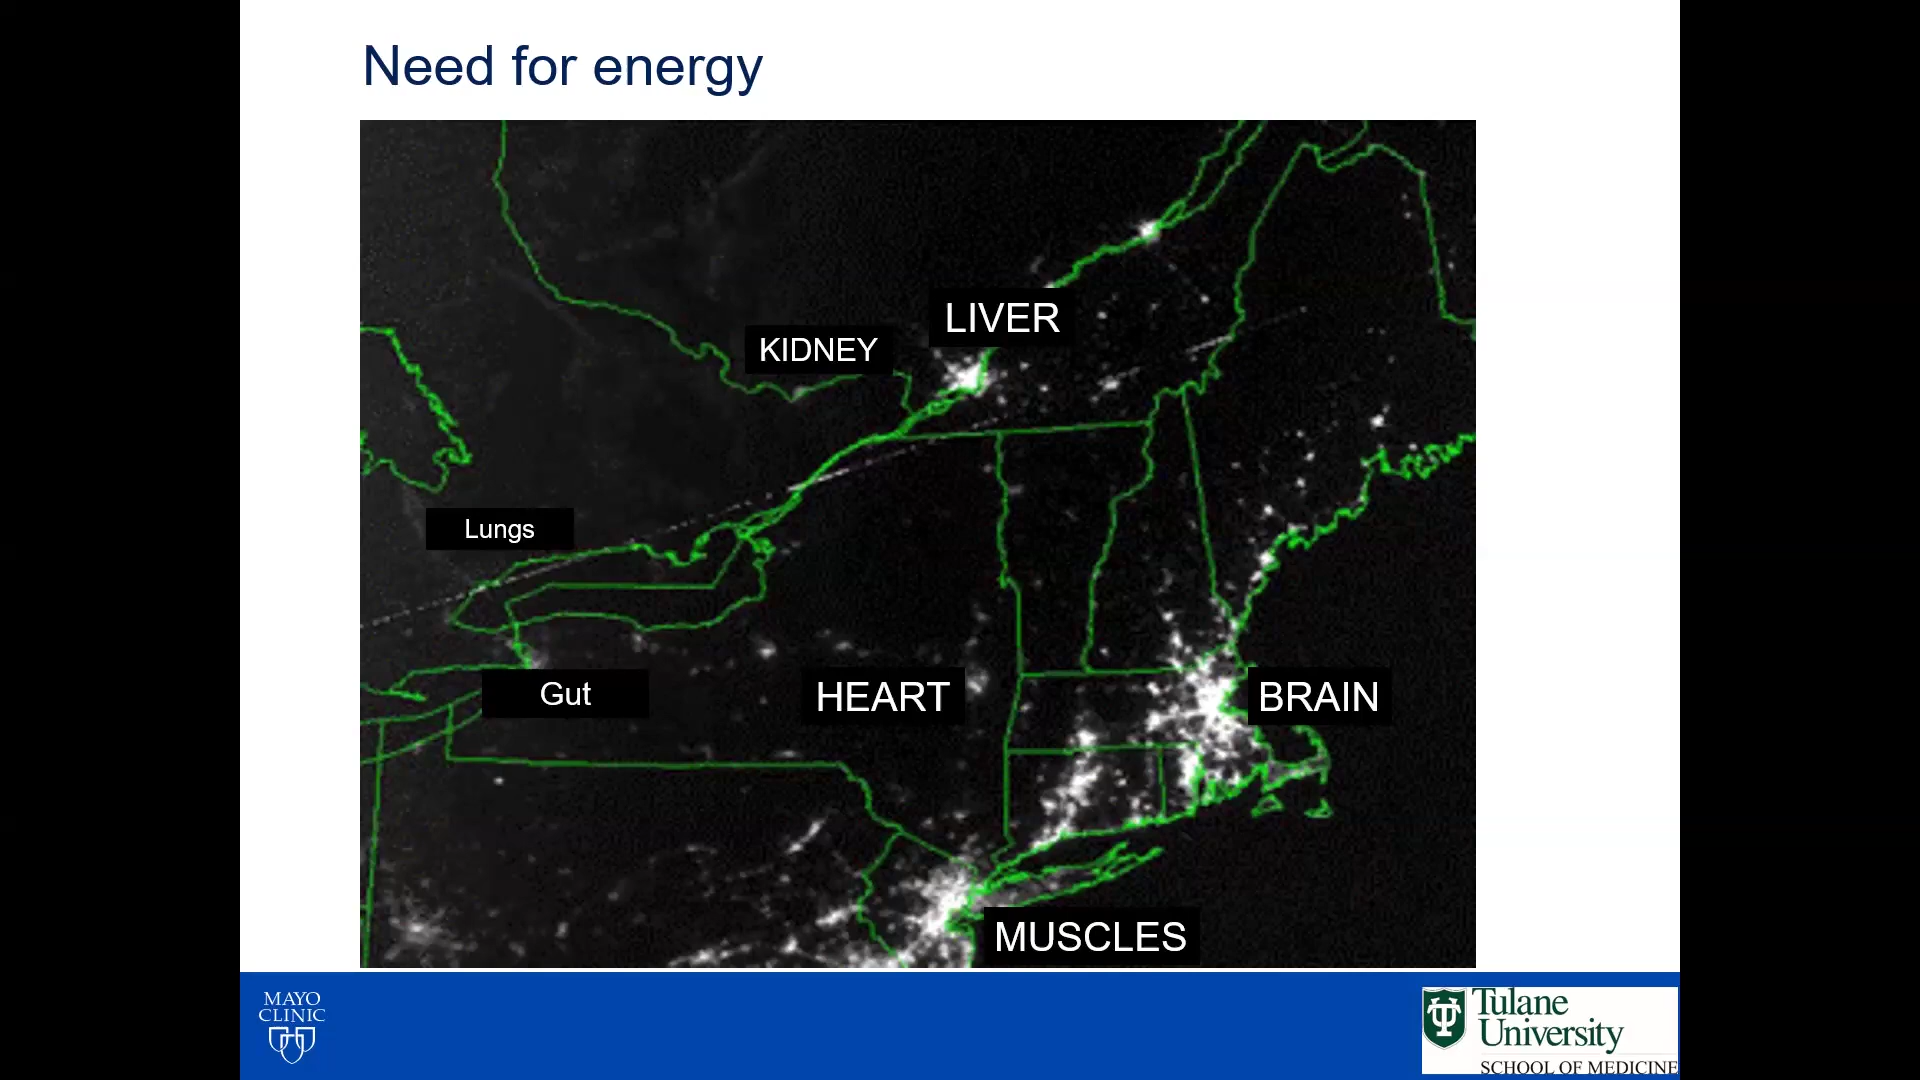 Need for energy
LIVER
KIDNEY
Lungs
Gut
HEART
BRAIN
MUSCLES
MAYO
CLINIC
Tulane
University
SCHOOL OF MEDICINE